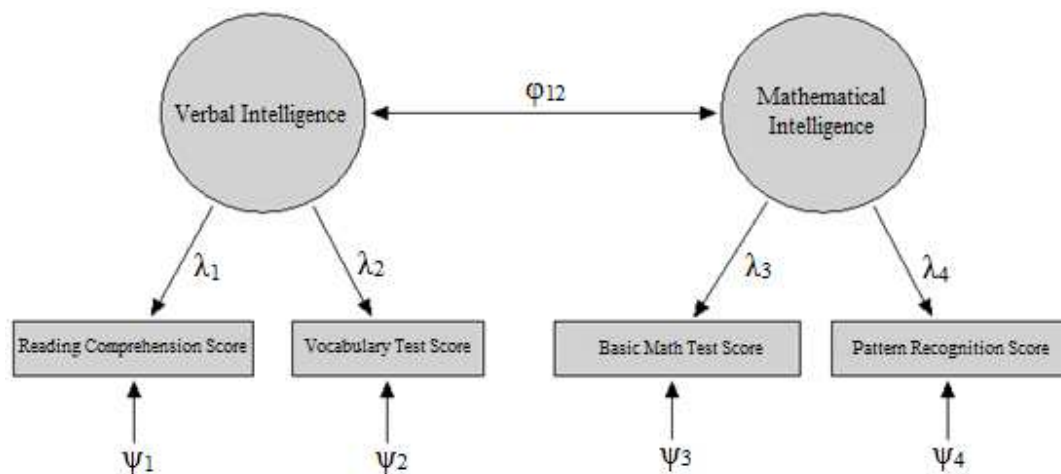 φ12
Verbal Intelligence
Mathematical
Intelligence
λ1
λ2
λ3
λ4
Reading Comprehension Score
Vocabulary Test Score
Basic Math Test Score
Pattern Recognition Score
ψ1
ψ2
ψ3
ψ4